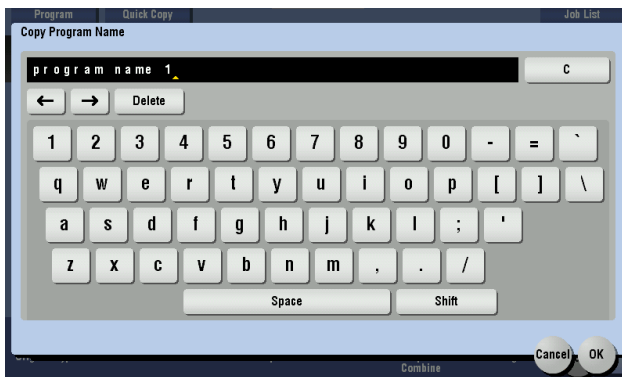 Program Quick Copy Job List
Copy Program Name
program name 1
C
← → Delete
1 2 3 4 5 6 7 8 9 0 - = `
q w e r t y u i o p [ ] \
a s d f g h j k l ; '
z x c v b n m , . /
Space Shift
Cancel OK
Combine